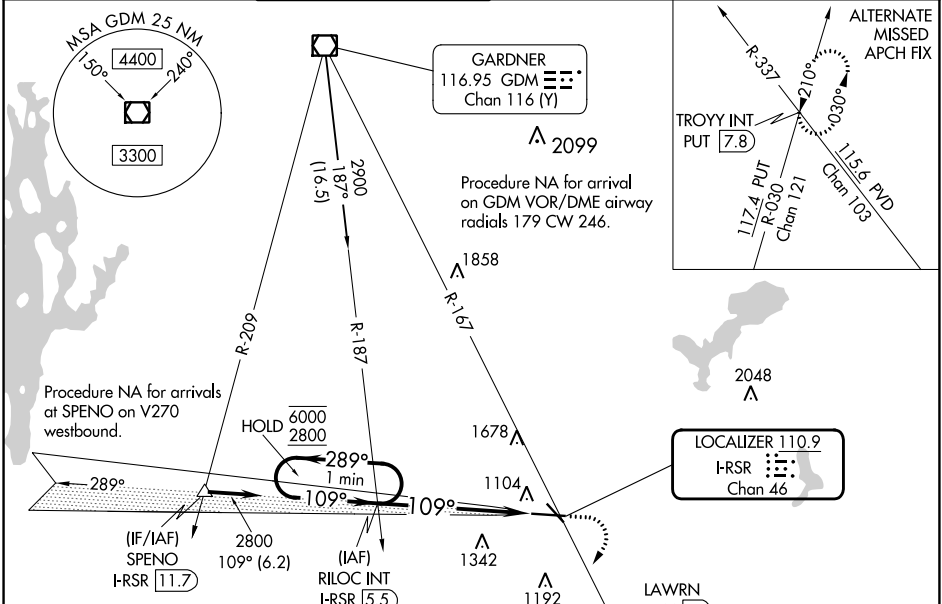 MSA GDM 25 NM
150°
4400
240°
3300
GARDNER
116.95 GDM
Chan 116 (Y)
2099
Procedure NA for arrival
on GDM VOR/DME airway
radials 179 CW 246.
2900
187°
(16.5)
1858
R-209
R-187
R-167
ALTERNATE
MISSED
APCH FIX
R-337
210°
030°
TROYY INT
PUT 7.8
117.4 PUT
R-030
Chan 121
115.6 PVD
Chan 103
2048
Procedure NA for arrivals
at SPENO on V270
westbound.
HOLD
6000
2800
289°
1 min
109°
109°
289°
1678
1104
LOCALIZER 110.9
I-RSR
Chan 46
(IF/IAF)
SPENO
I-RSR 11.7
2800
109° (6.2)
(IAF)
RILOC INT
I-RSR 5.5
1342
1192
LAWRN